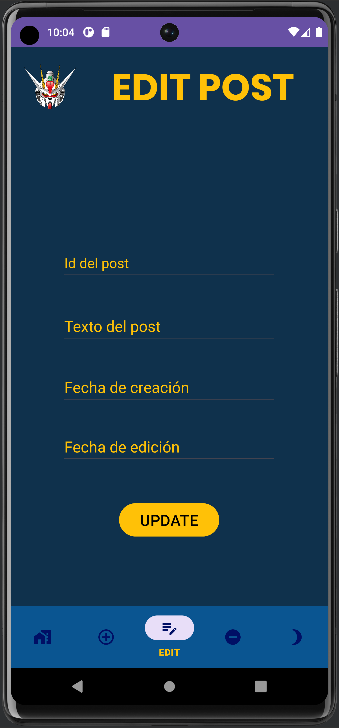 10:04
EDIT POST
Id del post
Texto del post
Fecha de creación
Fecha de edición
UPDATE
EDIT